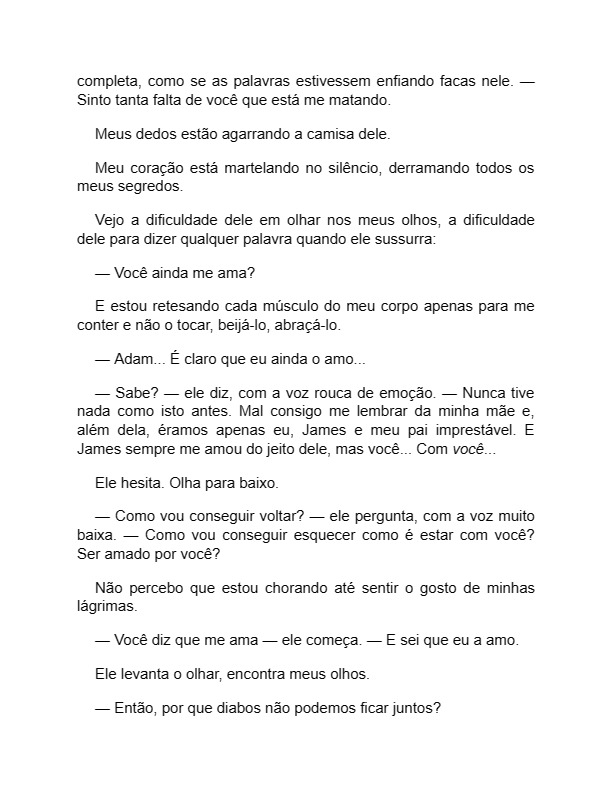 completa, como se as palavras estivessem enfiando facas nele. —
Sinto tanta falta de você que está me matando.
Meus dedos estão agarrando a camisa dele.
Meu coração está martelando no silêncio, derramando todos os
meus segredos.
Vejo a dificuldade dele em olhar nos meus olhos, a dificuldade
dele para dizer qualquer palavra quando ele sussurra:
— Você ainda me ama?
E estou retesando cada músculo do meu corpo apenas para me
conter e não o tocar, beijá-lo, abraçá-lo.
— Adam... É claro que eu ainda o amo...
— Sabe? — ele diz, com a voz rouca de emoção. — Nunca tive
nada como isto antes. Mal consigo me lembrar da minha mãe e,
além dela, éramos apenas eu, James e meu pai imprestável. E
James sempre me amou do jeito dele, mas você... Com você...
Ele hesita. Olha para baixo.
— Como vou conseguir voltar? — ele pergunta, com a voz muito
baixa. — Como vou conseguir esquecer como é estar com você?
Ser amado por você?
Não percebo que estou chorando até sentir o gosto de minhas
lágrimas.
— Você diz que me ama — ele começa. — E sei que eu a amo.
Ele levanta o olhar, encontra meus olhos.
— Então, por que diabos não podemos ficar juntos?